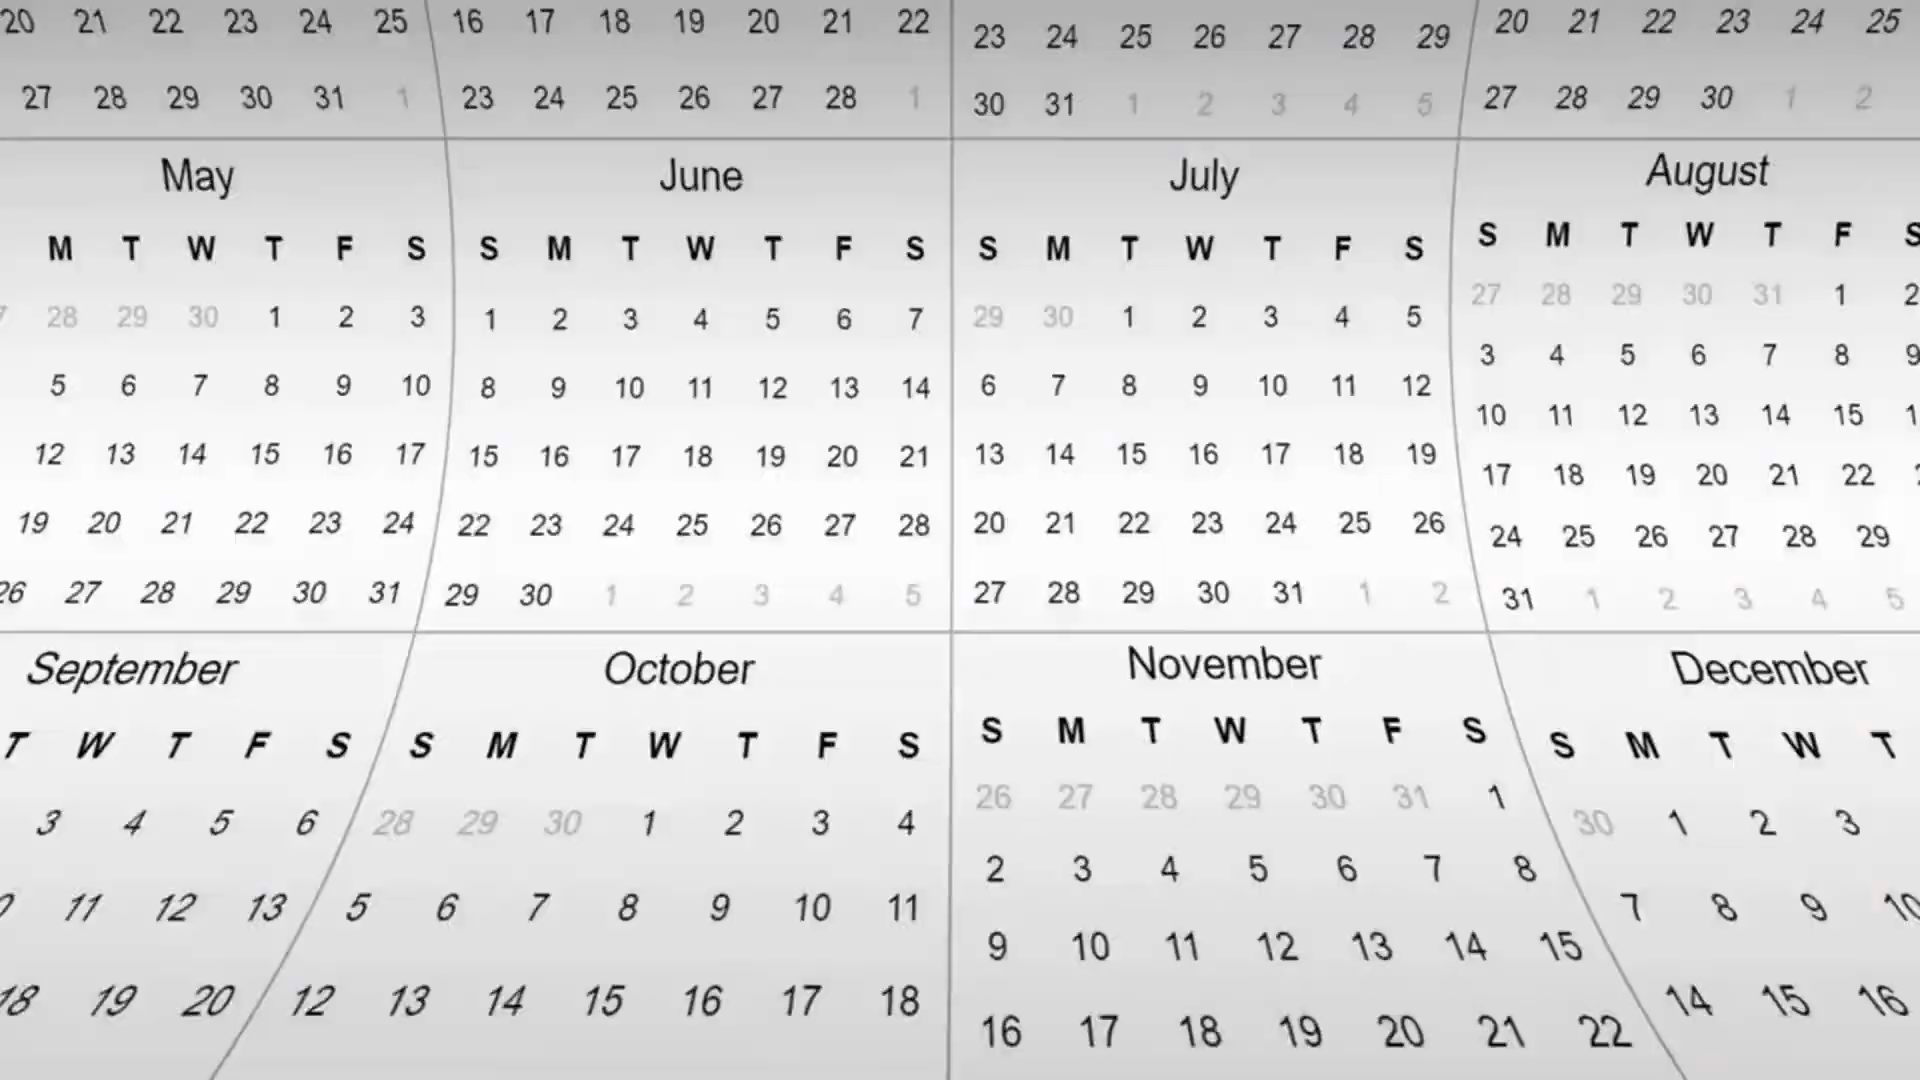 20 21 22 23 24 25
27 28 29 30 31 1
16 17 18 19 20 21 22
23 24 25 26 27 28 1
23 24 25 26 27 28 29
30 31 1 2 3 4 5
20 21 22 23 24 25
27 28 29 30 1 2
May
M T W T F S
28 29 30 1 2 3
5 6 7 8 9 10
12 13 14 15 16 17
19 20 21 22 23 24
26 27 28 29 30 31
June
S M T W T F S
1 2 3 4 5 6 7
8 9 10 11 12 13 14
15 16 17 18 19 20 21
22 23 24 25 26 27 28
29 30 1 2 3 4 5
July
S M T W T F S
29 30 1 2 3 4 5
6 7 8 9 10 11 12
13 14 15 16 17 18 19
20 21 22 23 24 25 26
27 28 29 30 31 1 2
August
S M T W T F S
27 28 29 30 31 1 2
3 4 5 6 7 8 9
10 11 12 13 14 15
17 18 19 20 21 22
24 25 26 27 28 29
31 1 2 3 4 5
September
T W T F S
3 4 5 6
11 12 13
18 19 20
October
S M T W T F S
28 29 30 1 2 3 4
5 6 7 8 9 10 11
12 13 14 15 16 17 18
November
S M T W T F S
26 27 28 29 30 31 1
2 3 4 5 6 7 8
9 10 11 12 13 14 15
16 17 18 19 20 21 22
December
S M T W T
30 1 2 3
7 8 9 10
14 15 16